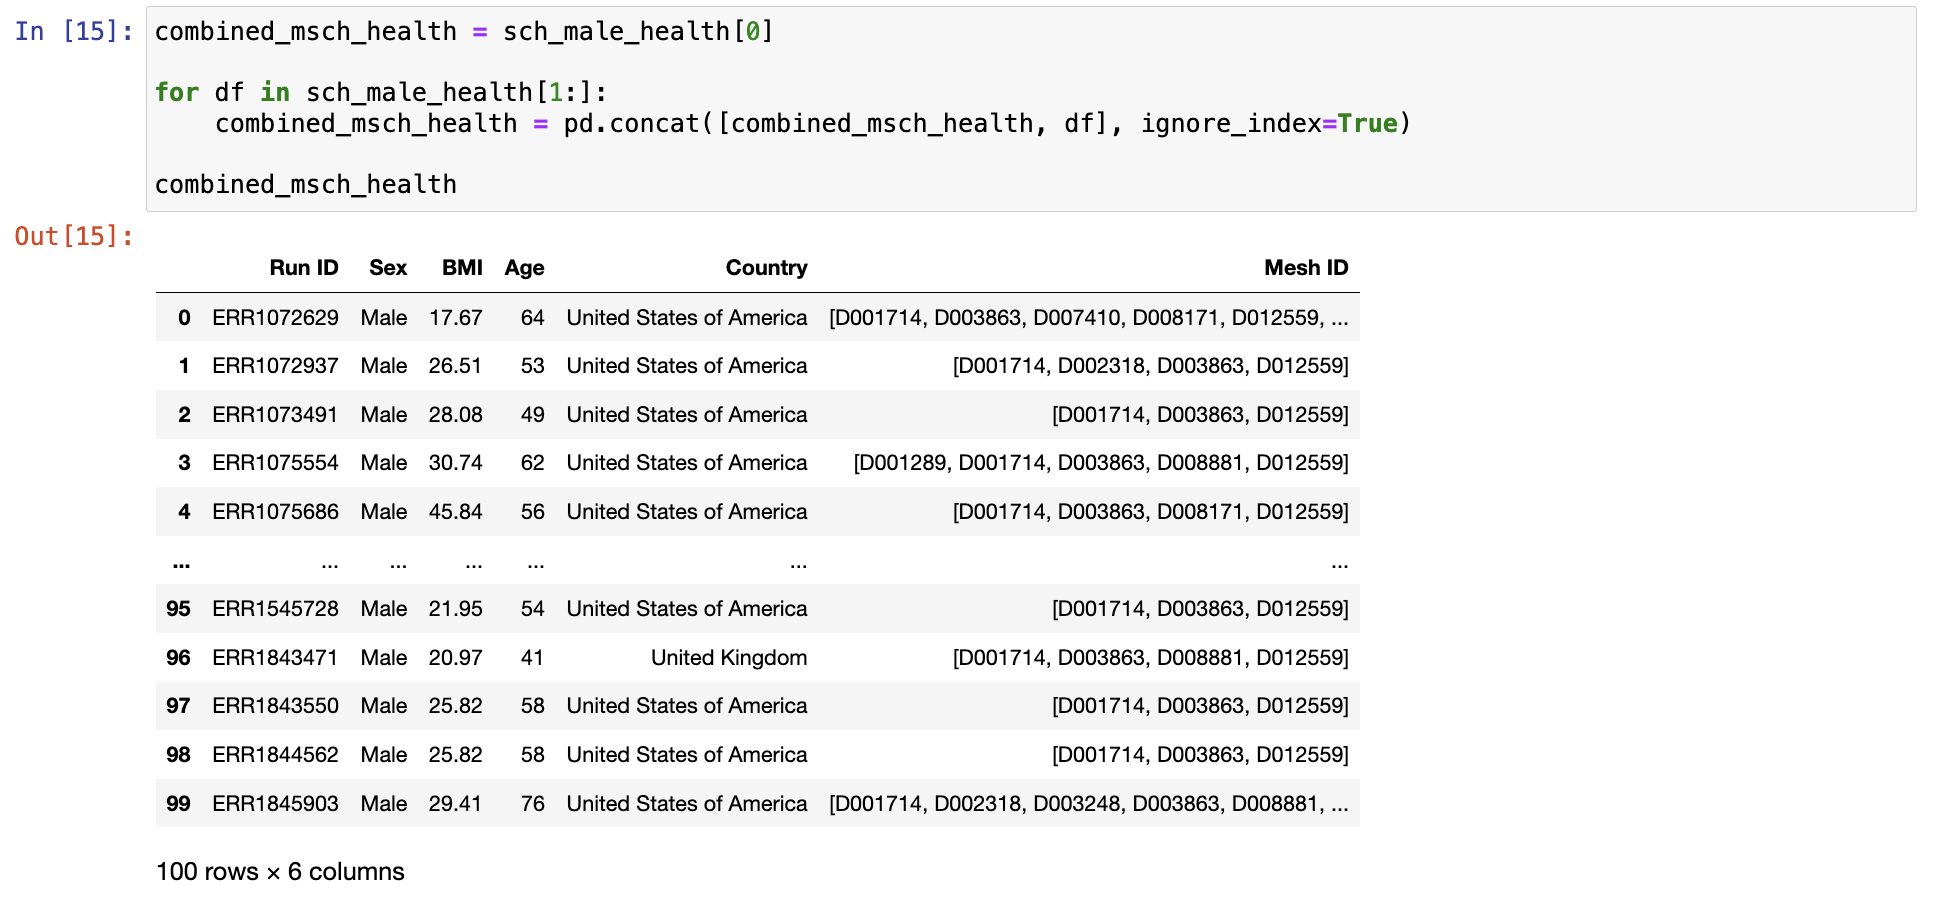 In [15]: combined_msch_health = sch_male_health[0]
for df in sch_male_health[1:]:
    combined_msch_health = pd.concat([combined_msch_health, df], ignore_index=True)
combined_msch_health
Out[15]:
Run ID Sex BMI Age Country Mesh ID
0 ERR1072629 Male 17.67 64 United States of America [D001714, D003863, D007410, D008171, D012559, ...
1 ERR1072937 Male 26.51 53 United States of America [D001714, D002318, D003863, D012559]
2 ERR1073491 Male 28.08 49 United States of America [D001714, D003863, D012559]
3 ERR1075554 Male 30.74 62 United States of America [D001289, D001714, D003863, D008881, D012559]
4 ERR1075686 Male 45.84 56 United States of America [D001714, D003863, D008171, D012559]
... ... ... ... ... ... ...
95 ERR1545728 Male 21.95 54 United States of America [D001714, D003863, D012559]
96 ERR1843471 Male 20.97 41 United Kingdom [D001714, D003863, D008881, D012559]
97 ERR1843550 Male 25.82 58 United States of America [D001714, D003863, D012559]
98 ERR1844562 Male 25.82 58 United States of America [D001714, D003863, D012559]
99 ERR1845903 Male 29.41 76 United States of America [D001714, D002318, D003248, D003863, D008881, ...
100 rows × 6 columns